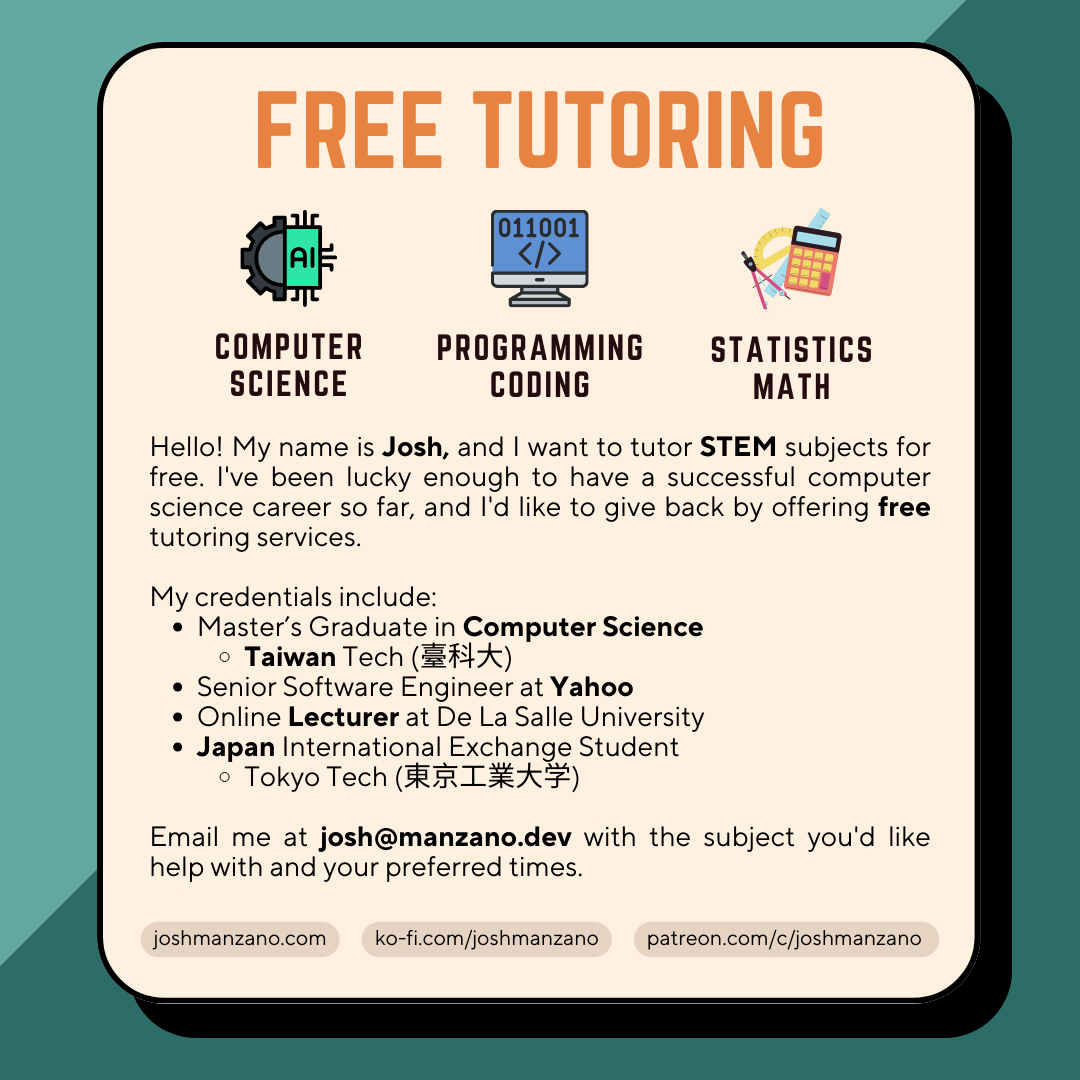 FREE TUTORING
AI
011001
</>
COMPUTER
SCIENCE
PROGRAMMING
CODING
STATISTICS
MATH
Hello! My name is Josh, and I want to tutor STEM subjects for
free. I've been lucky enough to have a successful computer
science career so far, and I'd like to give back by offering free
tutoring services.
My credentials include:
• Master’s Graduate in Computer Science
◦ Taiwan Tech (臺科大)
• Senior Software Engineer at Yahoo
• Online Lecturer at De La Salle University
• Japan International Exchange Student
◦ Tokyo Tech (東京工業大学)
Email me at josh@manzano.dev with the subject you'd like
help with and your preferred times.
joshmanzano.com
ko-fi.com/joshmanzano
patreon.com/c/joshmanzano